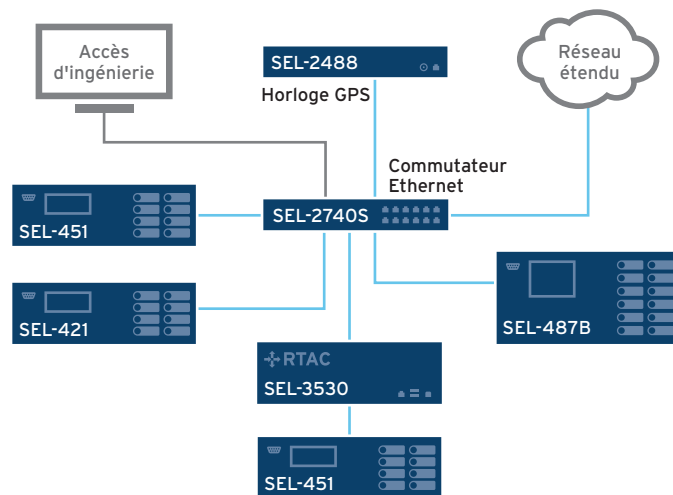 Accès
d'ingénierie
SEL-2488
Horloge GPS
Réseau
étendu
Commutateur
Ethernet
SEL-2740S
SEL-451
SEL-421
SEL-487B
RTAC
SEL-3530
SEL-451